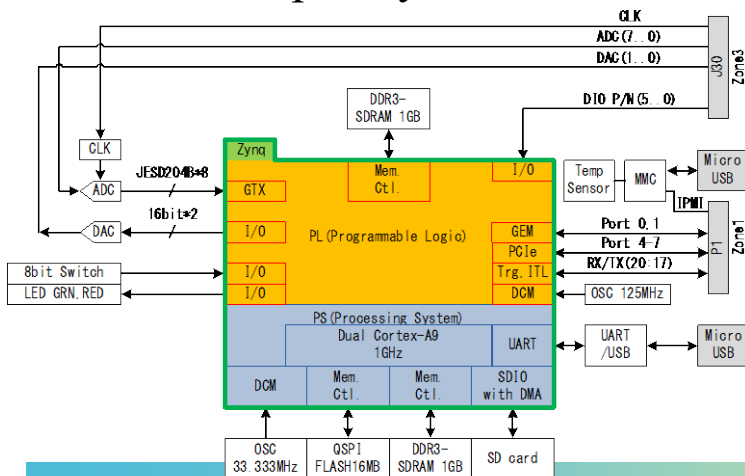 CLK
ADC(7..0)
DAC(1..0)
DIO P/N(5..0)
J30
Zone3
DDR3-
SDRAM 1GB
CLK
Zynq
JESD204B*8
ADC
GTX
Mem.
Ctl.
I/O
Temp
Sensor
MMC
Micro
USB
IPMI
16bit*2
DAC
I/O
PL(Programmable Logic)
GEM
PCIe
Trg.ITL
DCM
Port 0.1
Port 4-7
RX/TX(20:17)
P1
Zone1
OSC 125MHz
8bit Switch
I/O
LED GRN,RED
I/O
PS(Processing System)
Dual Cortex-A9
1GHz
UART
UART
/USB
Micro
USB
DCM
Mem.
Ctl.
Mem.
Ctl.
SDIO
with DMA
OSC
33.333MHz
QSPI
FLASH16MB
DDR3-
SDRAM 1GB
SD card